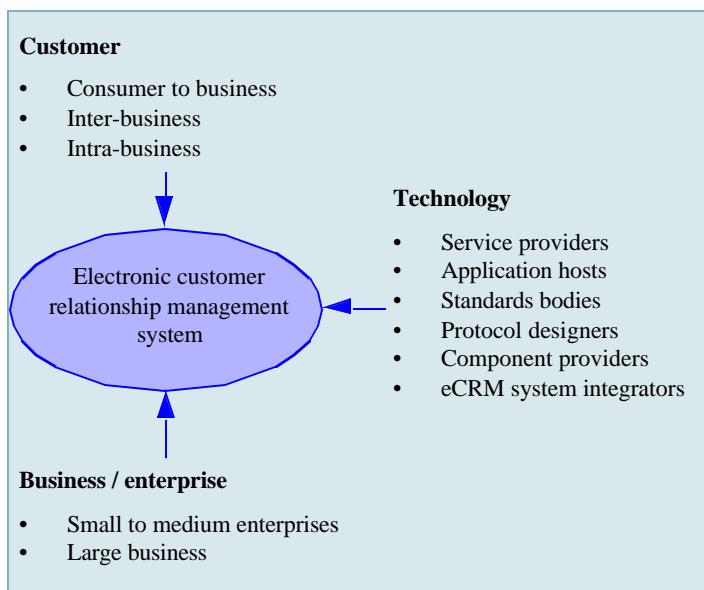 Customer
• Consumer to business
• Inter-business
• Intra-business
Technology
• Service providers
• Application hosts
• Standards bodies
• Protocol designers
• Component providers
• eCRM system integrators
Electronic customer
relationship management
system
Business / enterprise
• Small to medium enterprises
• Large business